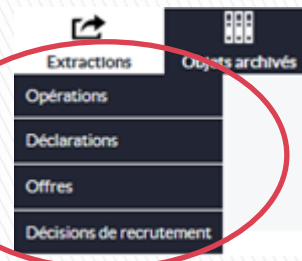 Extractions
Objets archivés
Opérations
Déclarations
Offres
Décisions de recrutement